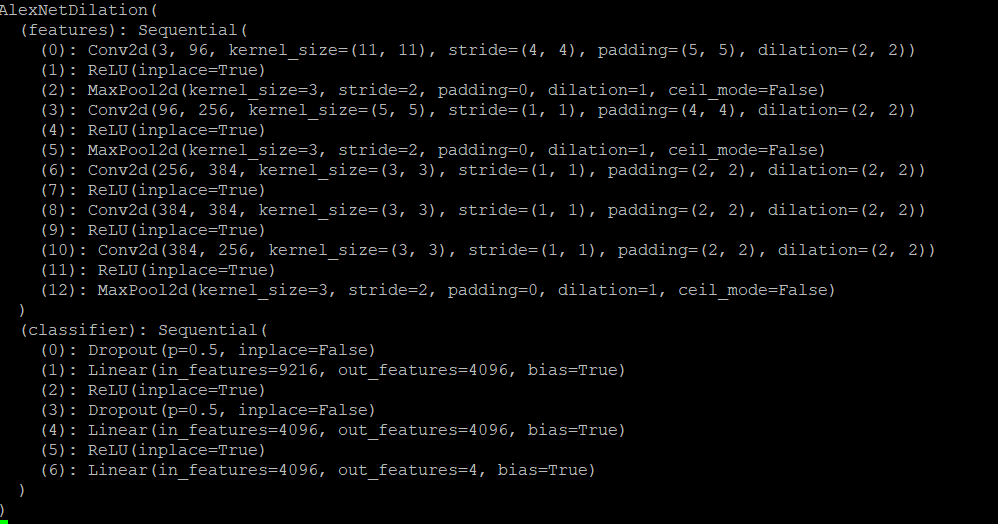 AlexNetDilation(
  (features): Sequential(
    (0): Conv2d(3, 96, kernel_size=(11, 11), stride=(4, 4), padding=(5, 5), dilation=(2, 2))
    (1): ReLU(inplace=True)
    (2): MaxPool2d(kernel_size=3, stride=2, padding=0, dilation=1, ceil_mode=False)
    (3): Conv2d(96, 256, kernel_size=(5, 5), stride=(1, 1), padding=(4, 4), dilation=(2, 2))
    (4): ReLU(inplace=True)
    (5): MaxPool2d(kernel_size=3, stride=2, padding=0, dilation=1, ceil_mode=False)
    (6): Conv2d(256, 384, kernel_size=(3, 3), stride=(1, 1), padding=(2, 2), dilation=(2, 2))
    (7): ReLU(inplace=True)
    (8): Conv2d(384, 384, kernel_size=(3, 3), stride=(1, 1), padding=(2, 2), dilation=(2, 2))
    (9): ReLU(inplace=True)
    (10): Conv2d(384, 256, kernel_size=(3, 3), stride=(1, 1), padding=(2, 2), dilation=(2, 2))
    (11): ReLU(inplace=True)
    (12): MaxPool2d(kernel_size=3, stride=2, padding=0, dilation=1, ceil_mode=False)
  )
  (classifier): Sequential(
    (0): Dropout(p=0.5, inplace=False)
    (1): Linear(in_features=9216, out_features=4096, bias=True)
    (2): ReLU(inplace=True)
    (3): Dropout(p=0.5, inplace=False)
    (4): Linear(in_features=4096, out_features=4096, bias=True)
    (5): ReLU(inplace=True)
    (6): Linear(in_features=4096, out_features=4, bias=True)
  )
)